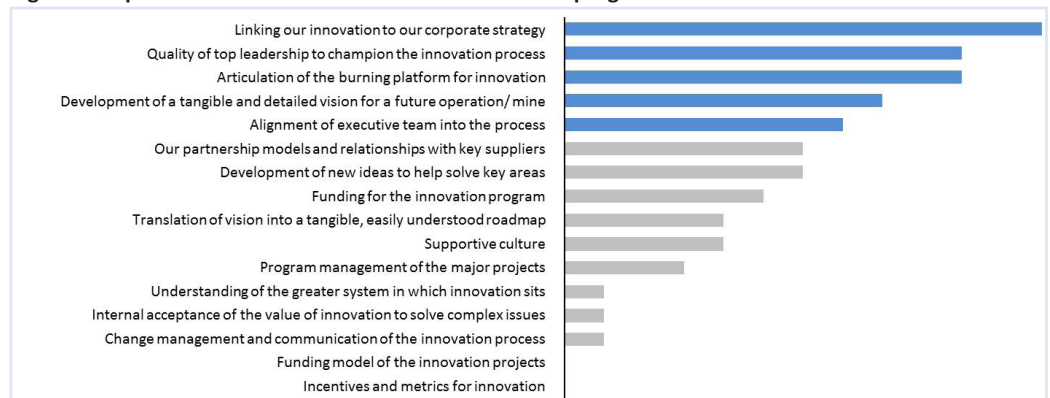 Linking our innovation to our corporate strategy
Quality of top leadership to champion the innovation process
Articulation of the burning platform for innovation
Development of a tangible and detailed vision for a future operation/mine
Alignment of executive team into the process
Our partnership models and relationships with key suppliers
Development of new ideas to help solve key areas
Funding for the innovation program
Translation of vision into a tangible, easily understood roadmap
Supportive culture
Program management of the major projects
Understanding of the greater system in which innovation sits
Internal acceptance of the value of innovation to solve complex issues
Change management and communication of the innovation process
Funding model of the innovation projects
Incentives and metrics for innovation